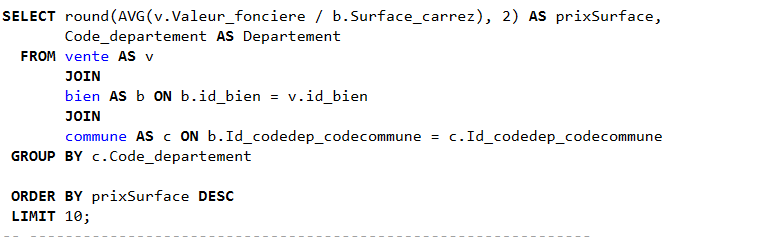 SELECT round(AVG(v.Valeur_fonciere / b.Surface_carrez), 2) AS prixSurface,
       Code_departement AS Departement
  FROM vente AS v
       JOIN
       bien AS b ON b.id_bien = v.id_bien
       JOIN
       commune AS c ON b.Id_codedep_codecommune = c.Id_codedep_codecommune
 GROUP BY c.Code_departement

 ORDER BY prixSurface DESC
 LIMIT 10;
-- -----------------------------------------------------------